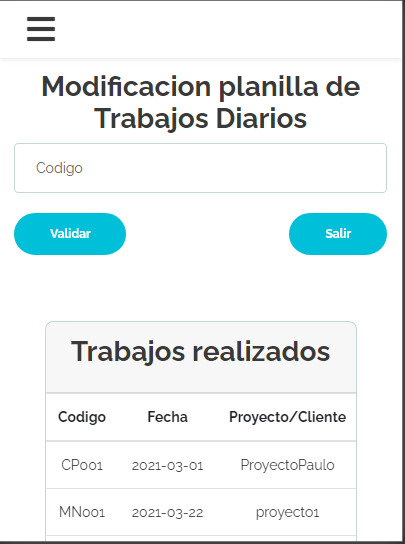 Modificacion planilla de
Trabajos Diarios
Codigo
Validar Salir
Trabajos realizados
Codigo Fecha Proyecto/Cliente
CP001 2021-03-01 ProyectoPaulo
MN001 2021-03-22 proyecto1